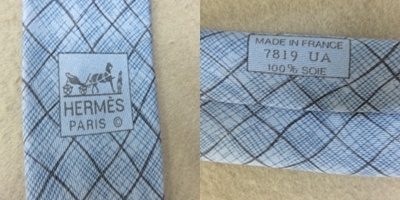 HERMÈS
PARIS ©
MADE IN FRANCE
7819 UA
100% SOIE